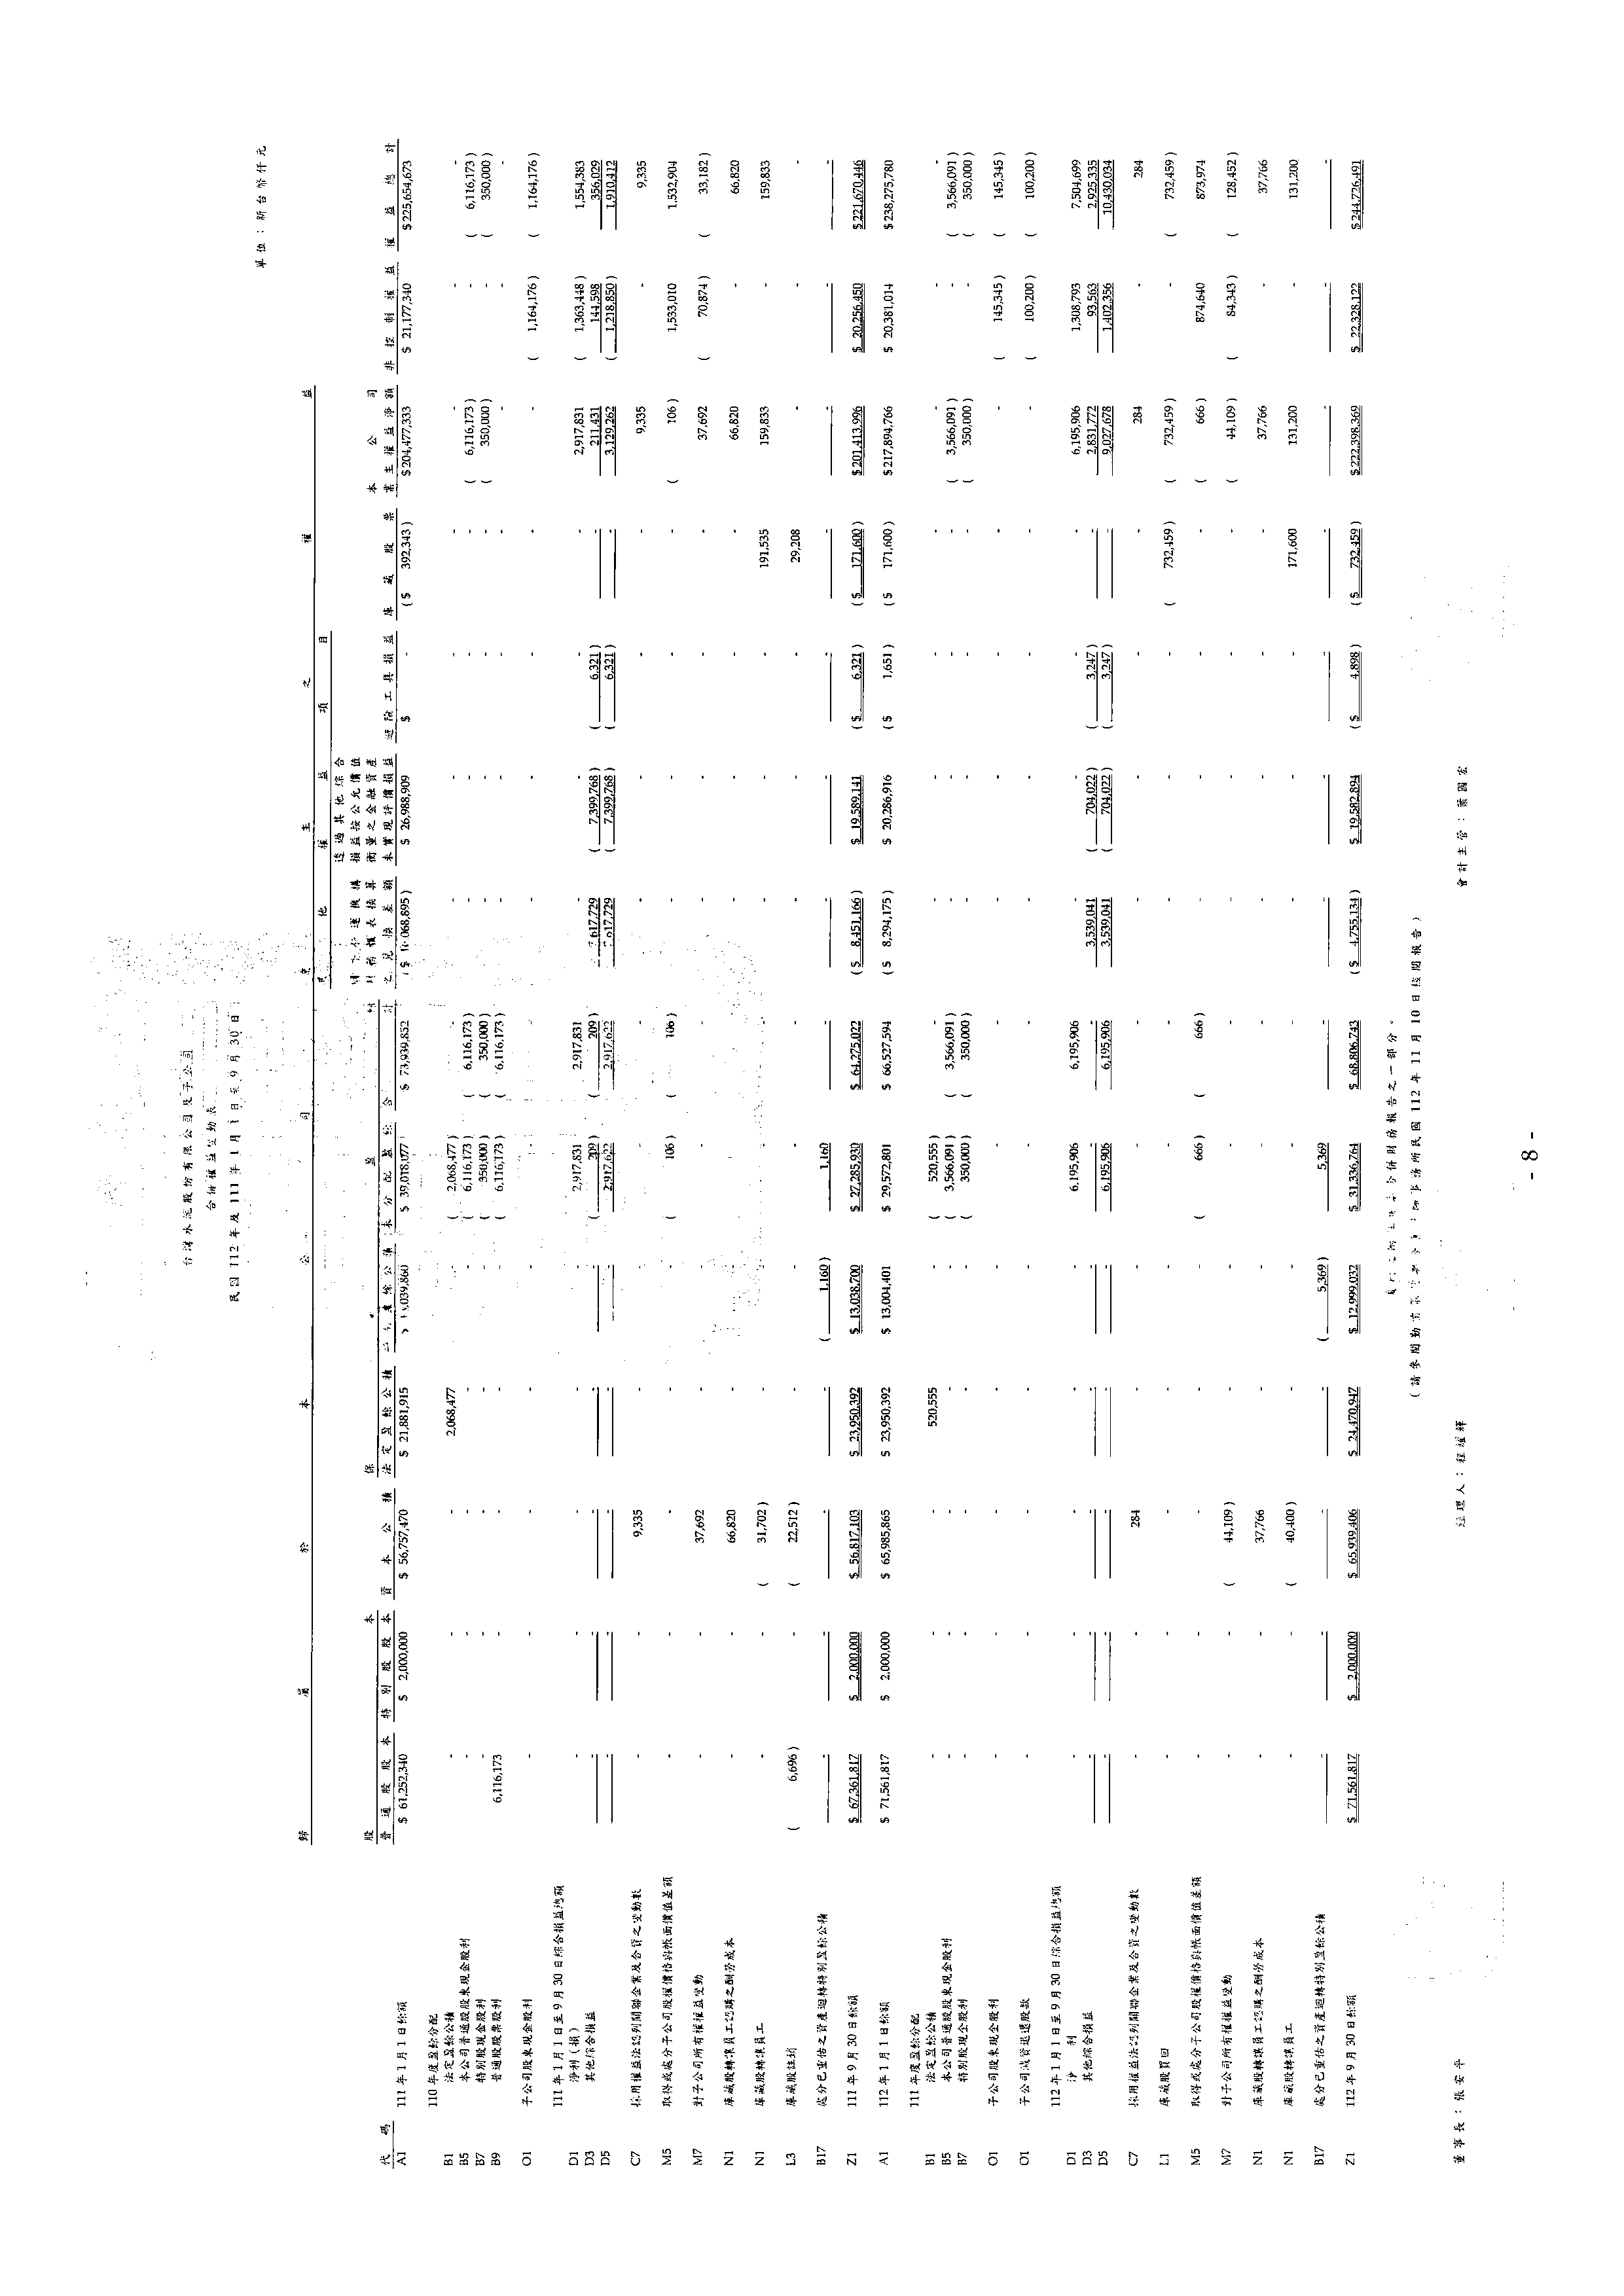 台灣水泥股份有限公司及子公司
合併權益變動表
民國 112 年及 111 年 1 月 1 日至 9 月 30 日
單位：新台幣仟元
歸 屬 於 本 公 司 業 主 之 權 益
其 他 權 益 項 目
股 本 保 留 盈 餘
代碼 普通股股本 特別股股本 資本公積 法定盈餘公積 特別盈餘公積 未分配盈餘 合計 國外營運機構財務報表換算之兌換差額 透過其他綜合損益按公允價值衡量之金融資產未實現評價損益 避險工具損益 庫藏股票 本公司業主權益淨額 非控制權益 權益總計
A1 111 年 1 月 1 日餘額 $ 61,252,340 $ 2,000,000 $ 56,757,470 $ 21,881,915 $ 39,018,077 $ 73,939,852 $ 26,988,909 $ - ($ 392,343) $ 204,477,333 $ 21,177,340 $ 225,654,673
110 年度盈餘分配
B1 法定盈餘公積 - - - 2,068,477 - ( 2,068,477) - - - - - - - -
B5 本公司普通股股東現金股利 - - - - - ( 6,116,173) ( 6,116,173) - - - - ( 6,116,173) - ( 6,116,173)
B7 特別股現金股利 - - - - - ( 350,000) ( 350,000) - - - - ( 350,000) - ( 350,000)
B9 普通股股票股利 6,116,173 - - - - ( 6,116,173) ( 6,116,173) - - - - - - -
O1 子公司股東現金股利 - - - - - - - - - - - - ( 1,164,176) ( 1,164,176)
111 年 1 月 1 日至 9 月 30 日綜合損益總額
D1 淨利（損） - - - - - 2,917,831 2,917,831 - - - - 2,917,831 ( 1,363,448) 1,554,383
D3 其他綜合損益 - - - - - ( 209) ( 209) ( 7,399,768) ( 6,321) - 211,431 144,598 356,029
D5 - - - - - 2,917,622 2,917,622 ( 7,399,768) ( 6,321) - 3,129,262 ( 1,218,850) 1,910,412
C7 採用權益法認列關聯企業及合資之變動數 - - 9,335 - - - - - - - - 9,335 - 9,335
M5 取得或處分子公司股權價格與帳面價值差額 - - - - - ( 106) ( 106) - - - - ( 106) 1,533,010 1,532,904
M7 對子公司所有權權益變動 - - 37,692 - - - - - - - - 37,692 ( 70,874) ( 33,182)
N1 庫藏股轉讓員工認購之酬勞成本 - - 66,820 - - - - - - - - 66,820 - 66,820
N1 庫藏股轉讓員工 - - ( 31,702) - - - - - - - 191,535 159,833 - 159,833
L3 庫藏股註銷 ( 6,696) - ( 22,512) - - - - - - - 29,208 - - -
B17 處分已重估之資產迴轉特別盈餘公積 - - - - ( 1,160) 1,160 - - - - - - - -
Z1 111 年 9 月 30 日餘額 $ 67,361,817 $ 2,000,000 $ 56,817,103 $ 23,950,392 $ 13,038,700 $ 27,285,930 $ 64,275,022 ($ 8,451,166) $ 19,589,141 ($ 6,321) ($ 171,600) $ 201,413,996 $ 20,256,450 $ 221,670,446
A1 112 年 1 月 1 日餘額 $ 71,561,817 $ 2,000,000 $ 65,985,865 $ 23,950,392 $ 13,004,401 $ 29,572,801 $ 66,527,594 ($ 8,294,175) $ 20,286,916 ($ 1,651) ($ 171,600) $ 217,894,766 $ 20,381,014 $ 238,275,780
111 年度盈餘分配
B1 法定盈餘公積 - - - 520,555 - ( 520,555) - - - - - - - -
B5 本公司普通股股東現金股利 - - - - - ( 3,566,091) ( 3,566,091) - - - - ( 3,566,091) - ( 3,566,091)
B7 特別股現金股利 - - - - - ( 350,000) ( 350,000) - - - - ( 350,000) - ( 350,000)
O1 子公司股東現金股利 - - - - - - - - - - - - ( 145,345) ( 145,345)
O1 子公司減資退還股款 - - - - - - - - - - - - ( 100,200) ( 100,200)
112 年 1 月 1 日至 9 月 30 日綜合損益總額
D1 淨 利 - - - - - 6,195,906 6,195,906 - - - - 6,195,906 1,308,793 7,504,699
D3 其他綜合損益 - - - - - - - 3,539,041 ( 704,022) ( 3,247) - 2,831,772 93,563 2,925,335
D5 - - - - - 6,195,906 6,195,906 3,539,041 ( 704,022) ( 3,247) - 9,027,678 1,402,356 10,430,034
C7 採用權益法認列關聯企業及合資之變動數 - - 284 - - - - - - - - 284 - 284
L1 庫藏股買回 - - - - - - - - - - ( 732,459) ( 732,459) - ( 732,459)
M5 取得或處分子公司股權價格與帳面價值差額 - - - - - ( 666) ( 666) - - - - ( 666) 874,640 873,974
M7 對子公司所有權權益變動 - - ( 44,109) - - - - - - - - ( 44,109) ( 84,343) ( 128,452)
N1 庫藏股轉讓員工認購之酬勞成本 - - 37,766 - - - - - - - - 37,766 - 37,766
N1 庫藏股轉讓員工 - - ( 40,400) - - - - - - - 171,600 131,200 - 131,200
B17 處分已重估之資產迴轉特別盈餘公積 - - - - ( 5,369) 5,369 - - - - - - - -
Z1 112 年 9 月 30 日餘額 $ 71,561,817 $ 2,000,000 $ 65,939,406 $ 24,470,947 $ 12,999,032 $ 31,336,764 $ 68,806,743 ($ 4,755,134) $ 19,582,894 ($ 4,898) ($ 732,459) $ 222,398,369 $ 22,328,122 $ 244,726,491
合併財務報告之一部分。
（請參閱勤業眾信聯合會計師事務所民國 112 年 11 月 10 日核閱報告）
董事長：張安平 經理人：程耀輝 會計主管：葉國宏
- 8 -